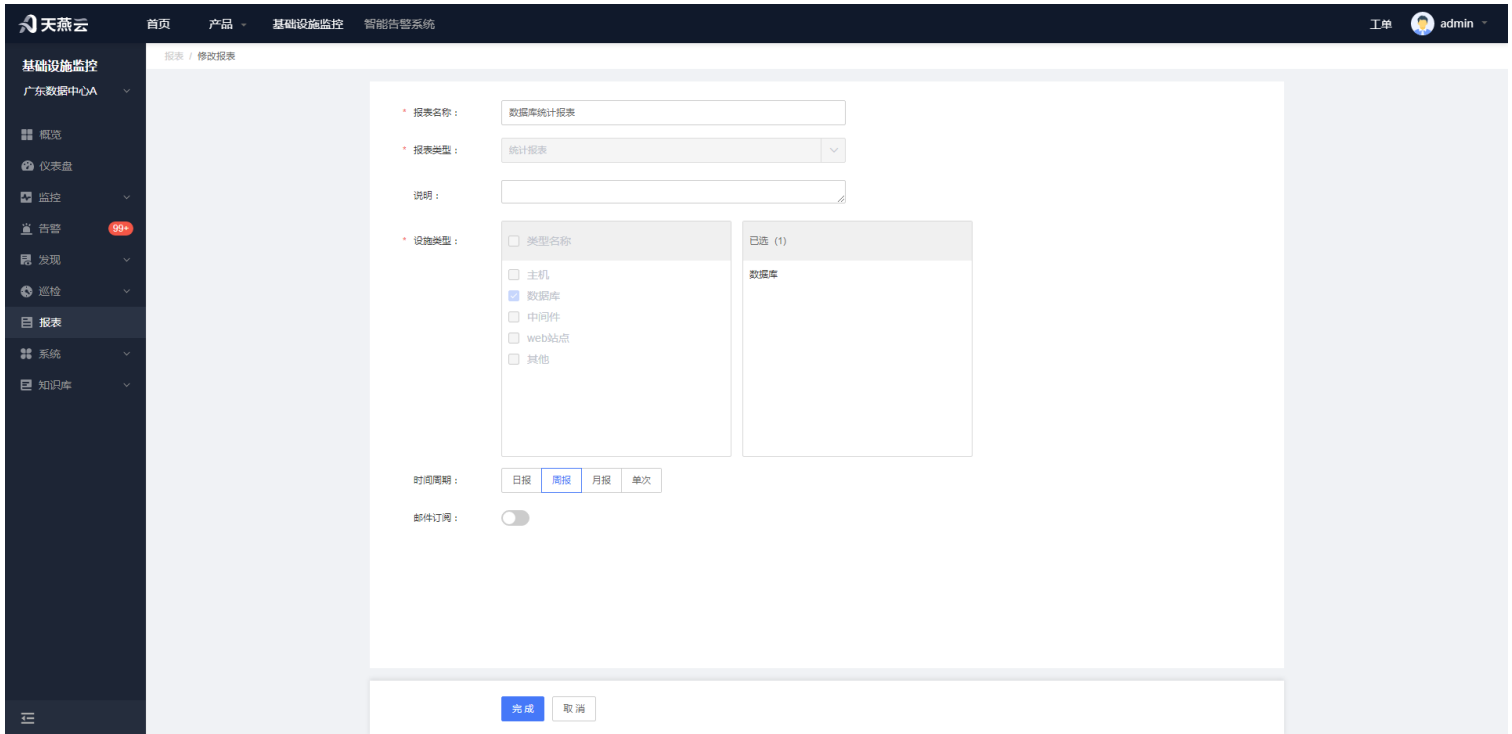 天燕云 首页 产品 基础设施监控 智能告警系统 工单 admin
基础设施监控
广东数据中心A
概览
仪表盘
监控
告警 99+
发现
巡检
报表
系统
知识库
报表 / 修改报表
* 报表名称： 数据库统计报表
* 报表类型： 统计报表
说明：
* 设施类型： 类型名称 已选 (1)
主机 数据库
数据库
中间件
web站点
其他
时间周期： 日报 周报 月报 单次
邮件订阅：
完成 取消